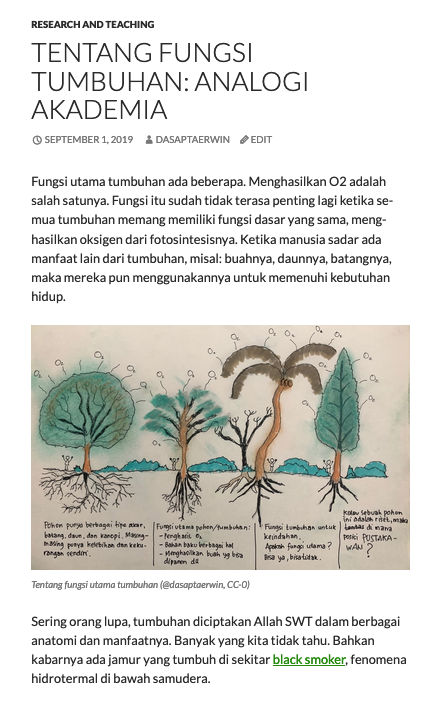 RESEARCH AND TEACHING
TENTANG FUNGSI
TUMBUHAN: ANALOGI
AKADEMIA
SEPTEMBER 1, 2019 DASAPTAERWIN EDIT
Fungsi utama tumbuhan ada beberapa. Menghasilkan O2 adalah
salah satunya. Fungsi itu sudah tidak terasa penting lagi ketika se-
mua tumbuhan memang memiliki fungsi dasar yang sama, meng-
hasilkan oksigen dari fotosintesisnya. Ketika manusia sadar ada
manfaat lain dari tumbuhan, misal: buahnya, daunnya, batangnya,
maka mereka pun menggunakannya untuk memenuhi kebutuhan
hidup.
O₂ O₂ O₂ O₂ O₂ O₂
Pohon punya berbagai tipe akar,
batang, daun, dan kanopi. Masing-
masing punya kelebihan dan keku-
rangan sendiri.
Fungsi utama pohon/tumbuhan:
- Penghasil O₂
- Bahan baku berbagai hal
- Menghasilkan buah yg bisa
dipanen dll
Fungsi tumbuhan untuk
keindahan.
Apakah fungsi utama?
Bisa ya, bisa tidak.
Kalau sebuah pohon
ini adalah riset, maka
di mana
posisi PUSTAKA-
WAN?
Tentang fungsi utama tumbuhan (@dasaptaerwin, CC-0)
Sering orang lupa, tumbuhan diciptakan Allah SWT dalam berbagai
anatomi dan manfaatnya. Banyak yang kita tidak tahu. Bahkan
kabarnya ada jamur yang tumbuh di sekitar black smoker, fenomena
hidrotermal di bawah samudera.